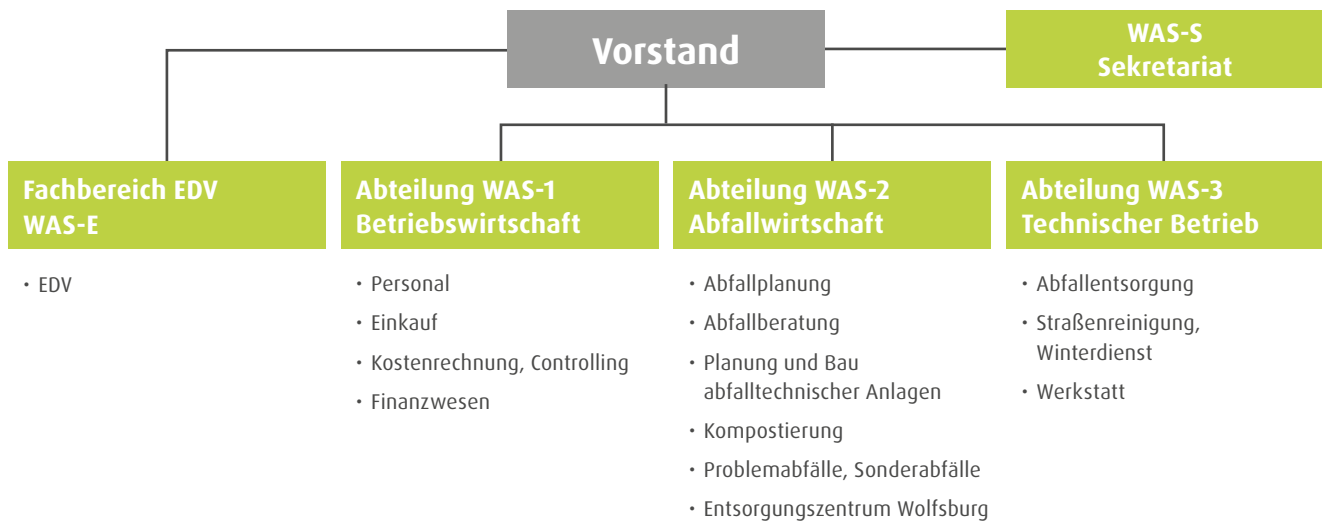 Vorstand
WAS-S
Sekretariat
Fachbereich EDV
WAS-E
• EDV
Abteilung WAS-1
Betriebswirtschaft
• Personal
• Einkauf
• Kostenrechnung, Controlling
• Finanzwesen
Abteilung WAS-2
Abfallwirtschaft
• Abfallplanung
• Abfallberatung
• Planung und Bau
abfalltechnischer Anlagen
• Kompostierung
• Problemabfälle, Sonderabfälle
• Entsorgungszentrum Wolfsburg
Abteilung WAS-3
Technischer Betrieb
• Abfallentsorgung
• Straßenreinigung,
Winterdienst
• Werkstatt